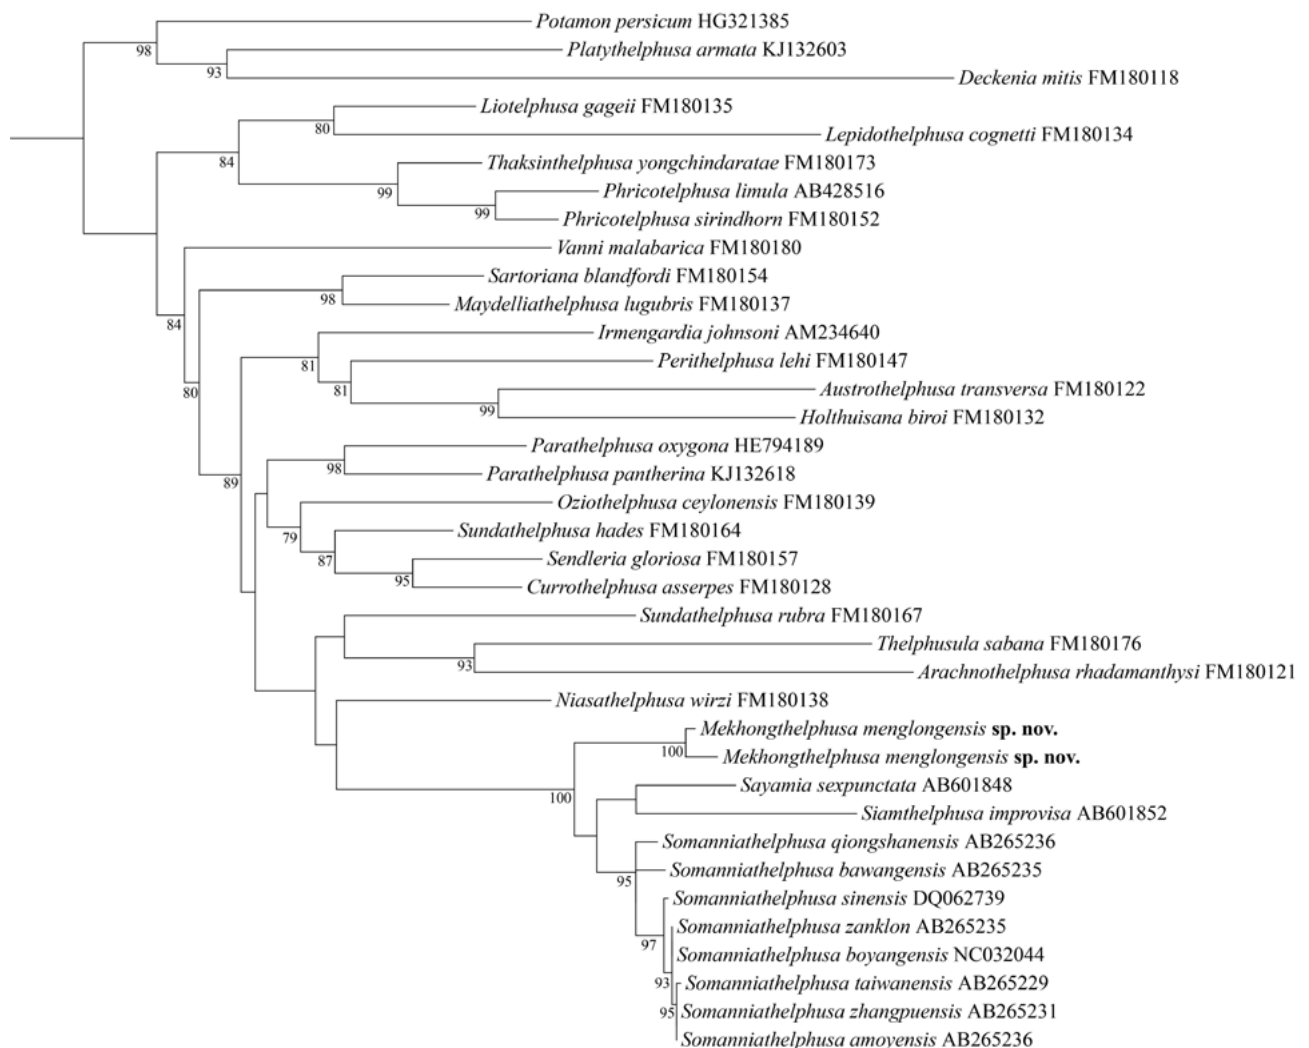 Potamon persicum HG321385
98
Platythelphusa armata KJ132603
93
Deckenia mitis FM180118
Liotelphusa gageii FM180135
80
Lepidothelphusa cognetti FM180134
84
Thaksinthelphusa yongchindaratae FM180173
99
Phricotelphusa limula AB428516
99
Phricotelphusa sirindhorn FM180152
Vanni malabarica FM180180
Sartoriana blandfordi FM180154
98
Maydelliathelphusa lugubris FM180137
84
Irmengardia johnsoni AM234640
81
Perithelphusa lehi FM180147
81
80
Austrothelphusa transversa FM180122
99
Holthuisana biroi FM180132
Parathelphusa oxygona HE794189
98
Parathelphusa pantherina KJ132618
89
Oziothelphusa ceylonensis FM180139
79
Sundathelphusa hades FM180164
87
Sendleria gloriosa FM180157
95
Currothelphusa asserpes FM180128
Sundathelphusa rubra FM180167
Thelphusula sabana FM180176
93
Arachnothelphusa rhadamanthysi FM180121
Niasathelphusa wirzi FM180138
Mekhongthelphusa menglongensis sp. nov.
100
Mekhongthelphusa menglongensis sp. nov.
100
Sayamia sexpunctata AB601848
Siamthelphusa improvisa AB601852
Somanniathelphusa qiongshanensis AB265236
Somanniathelphusa bawangensis AB265235
95
Somanniathelphusa sinensis DQ062739
Somanniathelphusa zanklon AB265235
97
Somanniathelphusa boyangensis NC032044
93
Somanniathelphusa taiwanensis AB265229
95
Somanniathelphusa zhangpuensis AB265231
Somanniathelphusa amoyensis AB265236